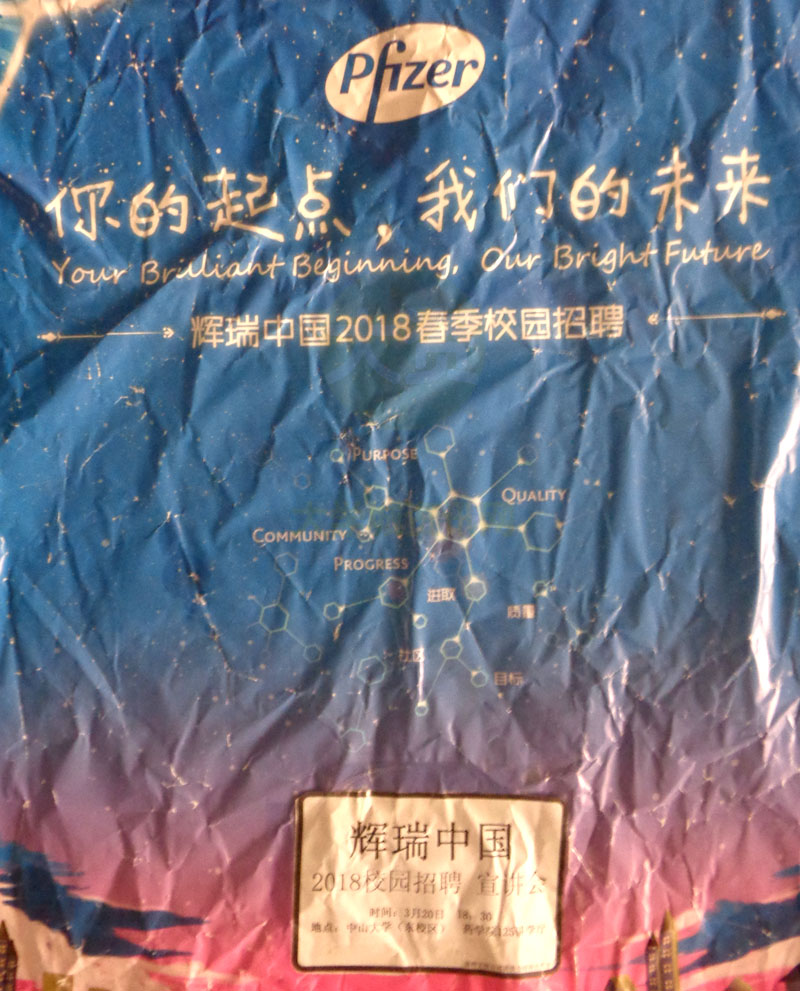 Pfizer
你的起点,我们的未来
Your Brilliant Beginning, Our Bright Future
辉瑞中国2018春季校园招聘
PURPOSE
QUALITY
COMMUNITY
PROGRESS
进取
质量
社区
目标
辉瑞中国
2018校园招聘 宣讲会
时间:3月20日 18:30
地点:中山大学(东校区) 药学院